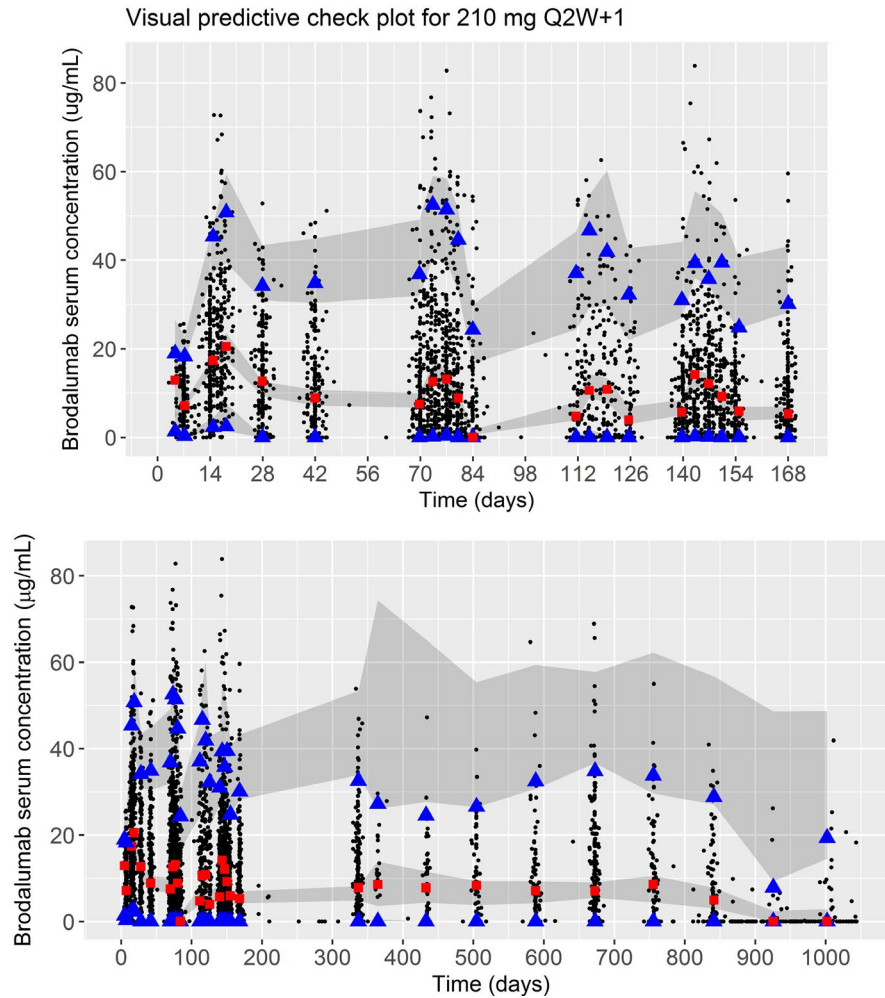 Visual predictive check plot for 210 mg Q2W+1
80
60
40
20
0
Brodalumab serum concentration (ug/mL)
0 14 28 42 56 70 84 98 112 126 140 154 168
Time (days)
80
60
40
20
0
Brodalumab serum concentration (μg/mL)
0 100 200 300 400 500 600 700 800 900 1000
Time (days)